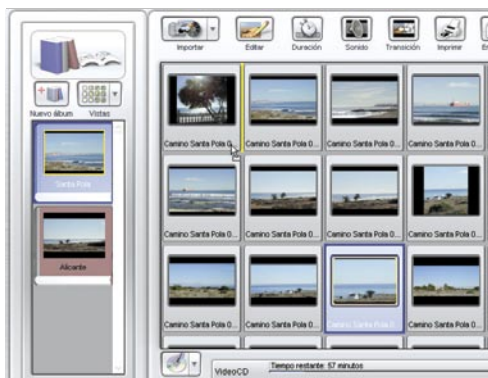 Importar Editar Duración Sonido Transición Imprimir
Nuevo álbum Vistas
Santa Pola
Alicante
Camino Santa Pola 0... Camino Santa Pola 0... Camino Santa Pola 0... Camino Santa Pola 0...
Camino Santa Pola 0... Camino Santa Pola 0... Camino Santa Pola 0... Camino Santa Pola 0...
Camino Santa Pola 0... Camino Santa Pola 0... Camino Santa Pola 0... Camino Santa Pola 0...
VideoCD Tiempo restante: 57 minutos